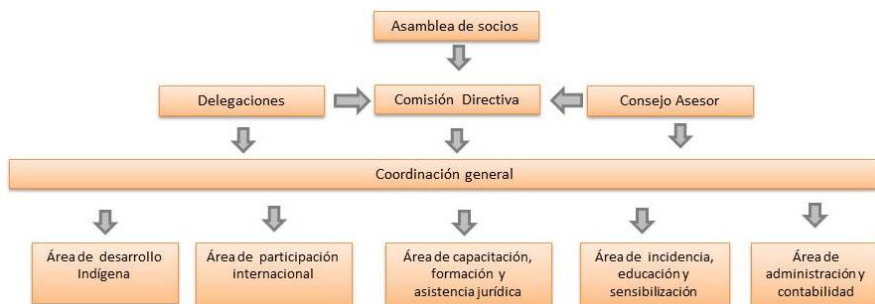 Asamblea de socios
Delegaciones
Comisión Directiva
Consejo Asesor
Coordinación general
Área de desarrollo
Indígena
Área de participación
internacional
Área de capacitación,
formación y
asistencia jurídica
Área de incidencia,
educación y
sensibilización
Área de
administración y
contabilidad